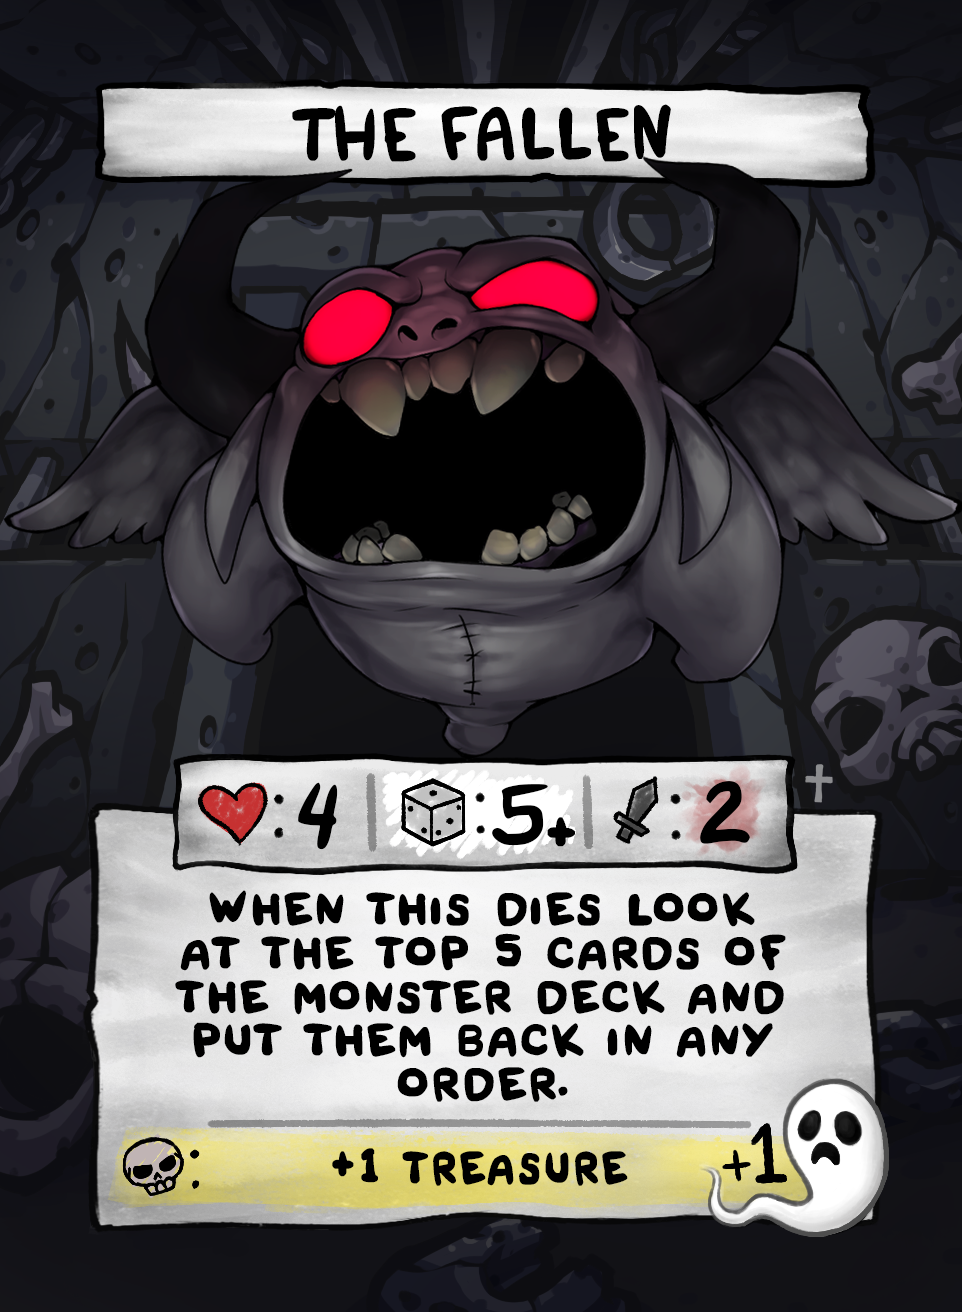 THE FALLEN
: 4 : 5+ : 2
WHEN THIS DIES LOOK
AT THE TOP 5 CARDS OF
THE MONSTER DECK AND
PUT THEM BACK IN ANY
ORDER.
: +1 TREASURE +1